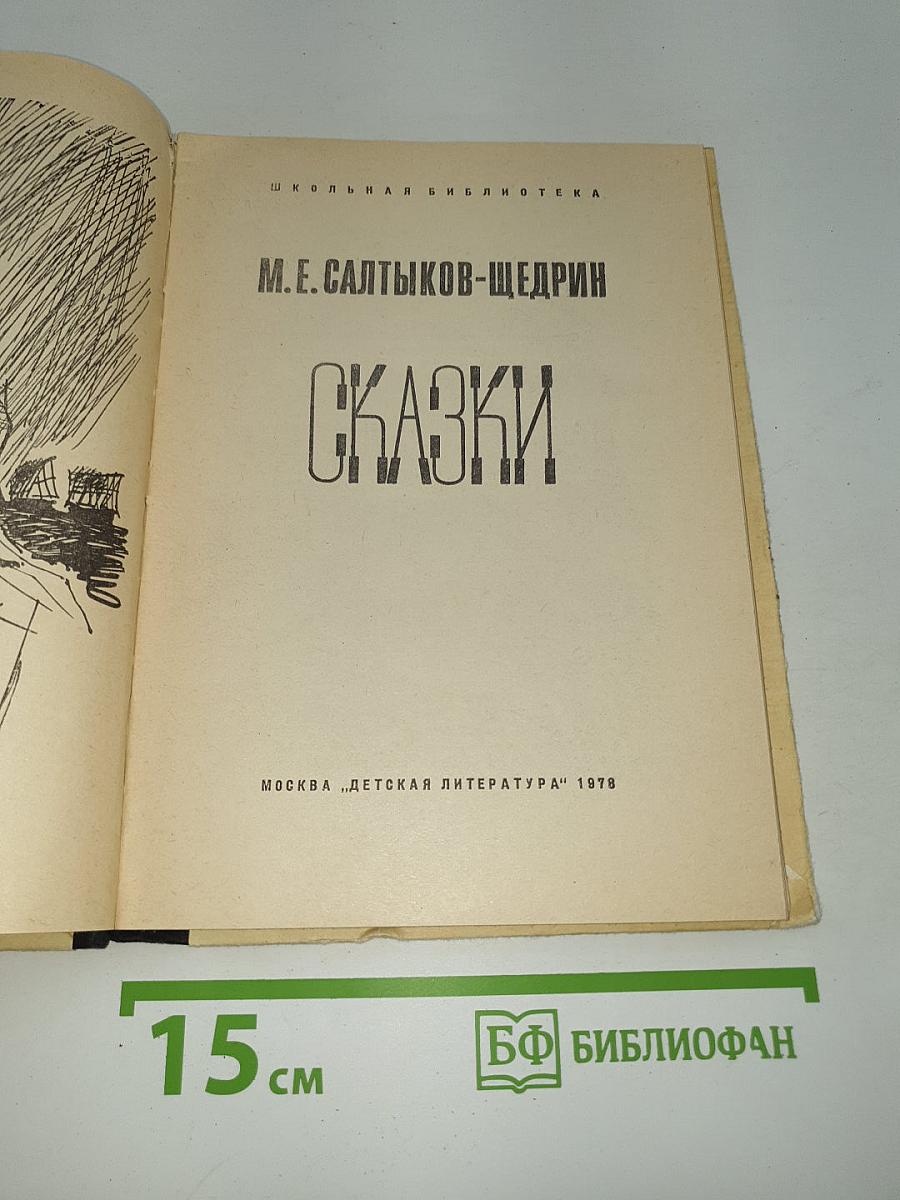 ШКОЛЬНАЯ БИБЛИОТЕКА
М.Е.САЛТЫКОВ-ЩЕДРИН
СКАЗКИ
МОСКВА „ДЕТСКАЯ ЛИТЕРАТУРА" 1978
15 см
БФ БИБЛИОФАН